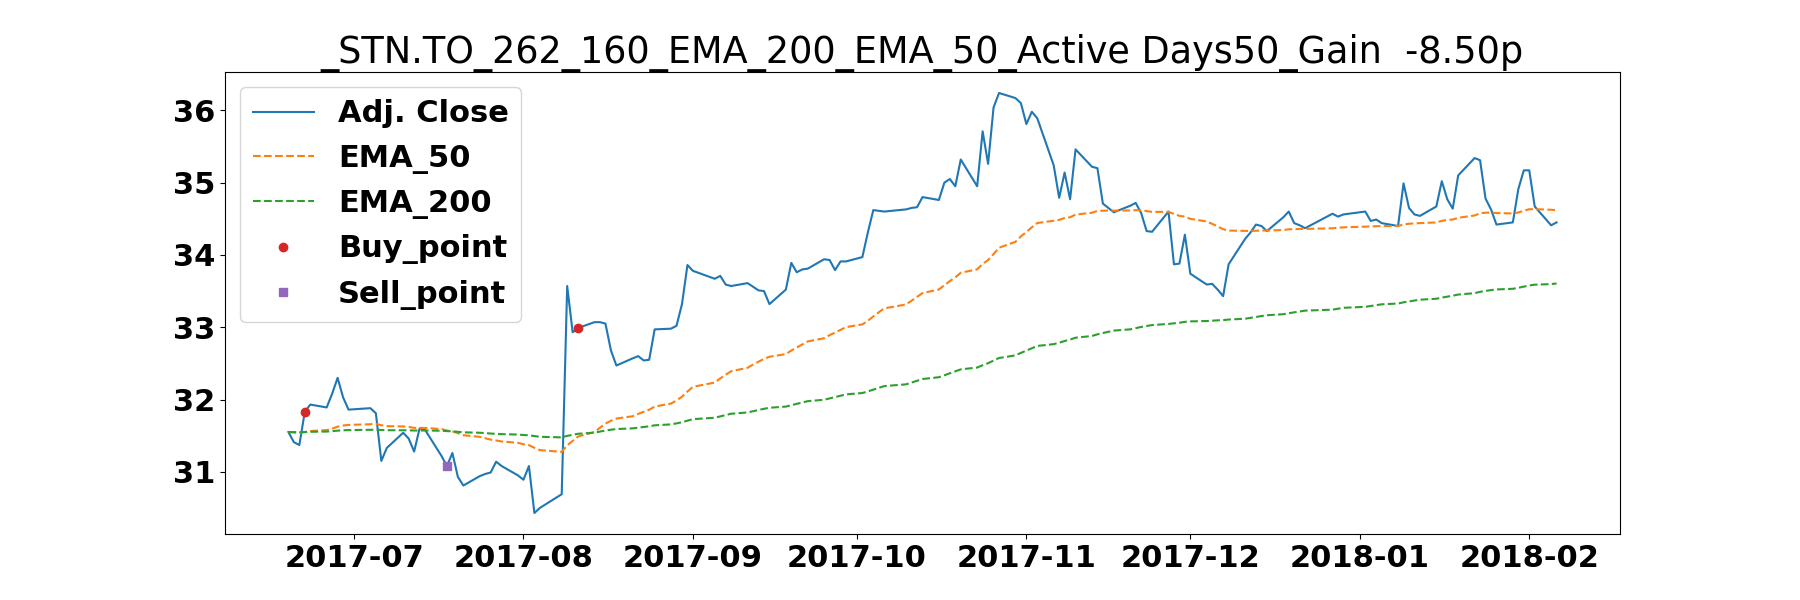 _STN.TO_262_160_EMA_200_EMA_50_Active Days50_Gain  -8.50p
Adj. Close
EMA_50
EMA_200
Buy_point
Sell_point
36
35
34
33
32
31
2017-07 2017-08 2017-09 2017-10 2017-11 2017-12 2018-01 2018-02